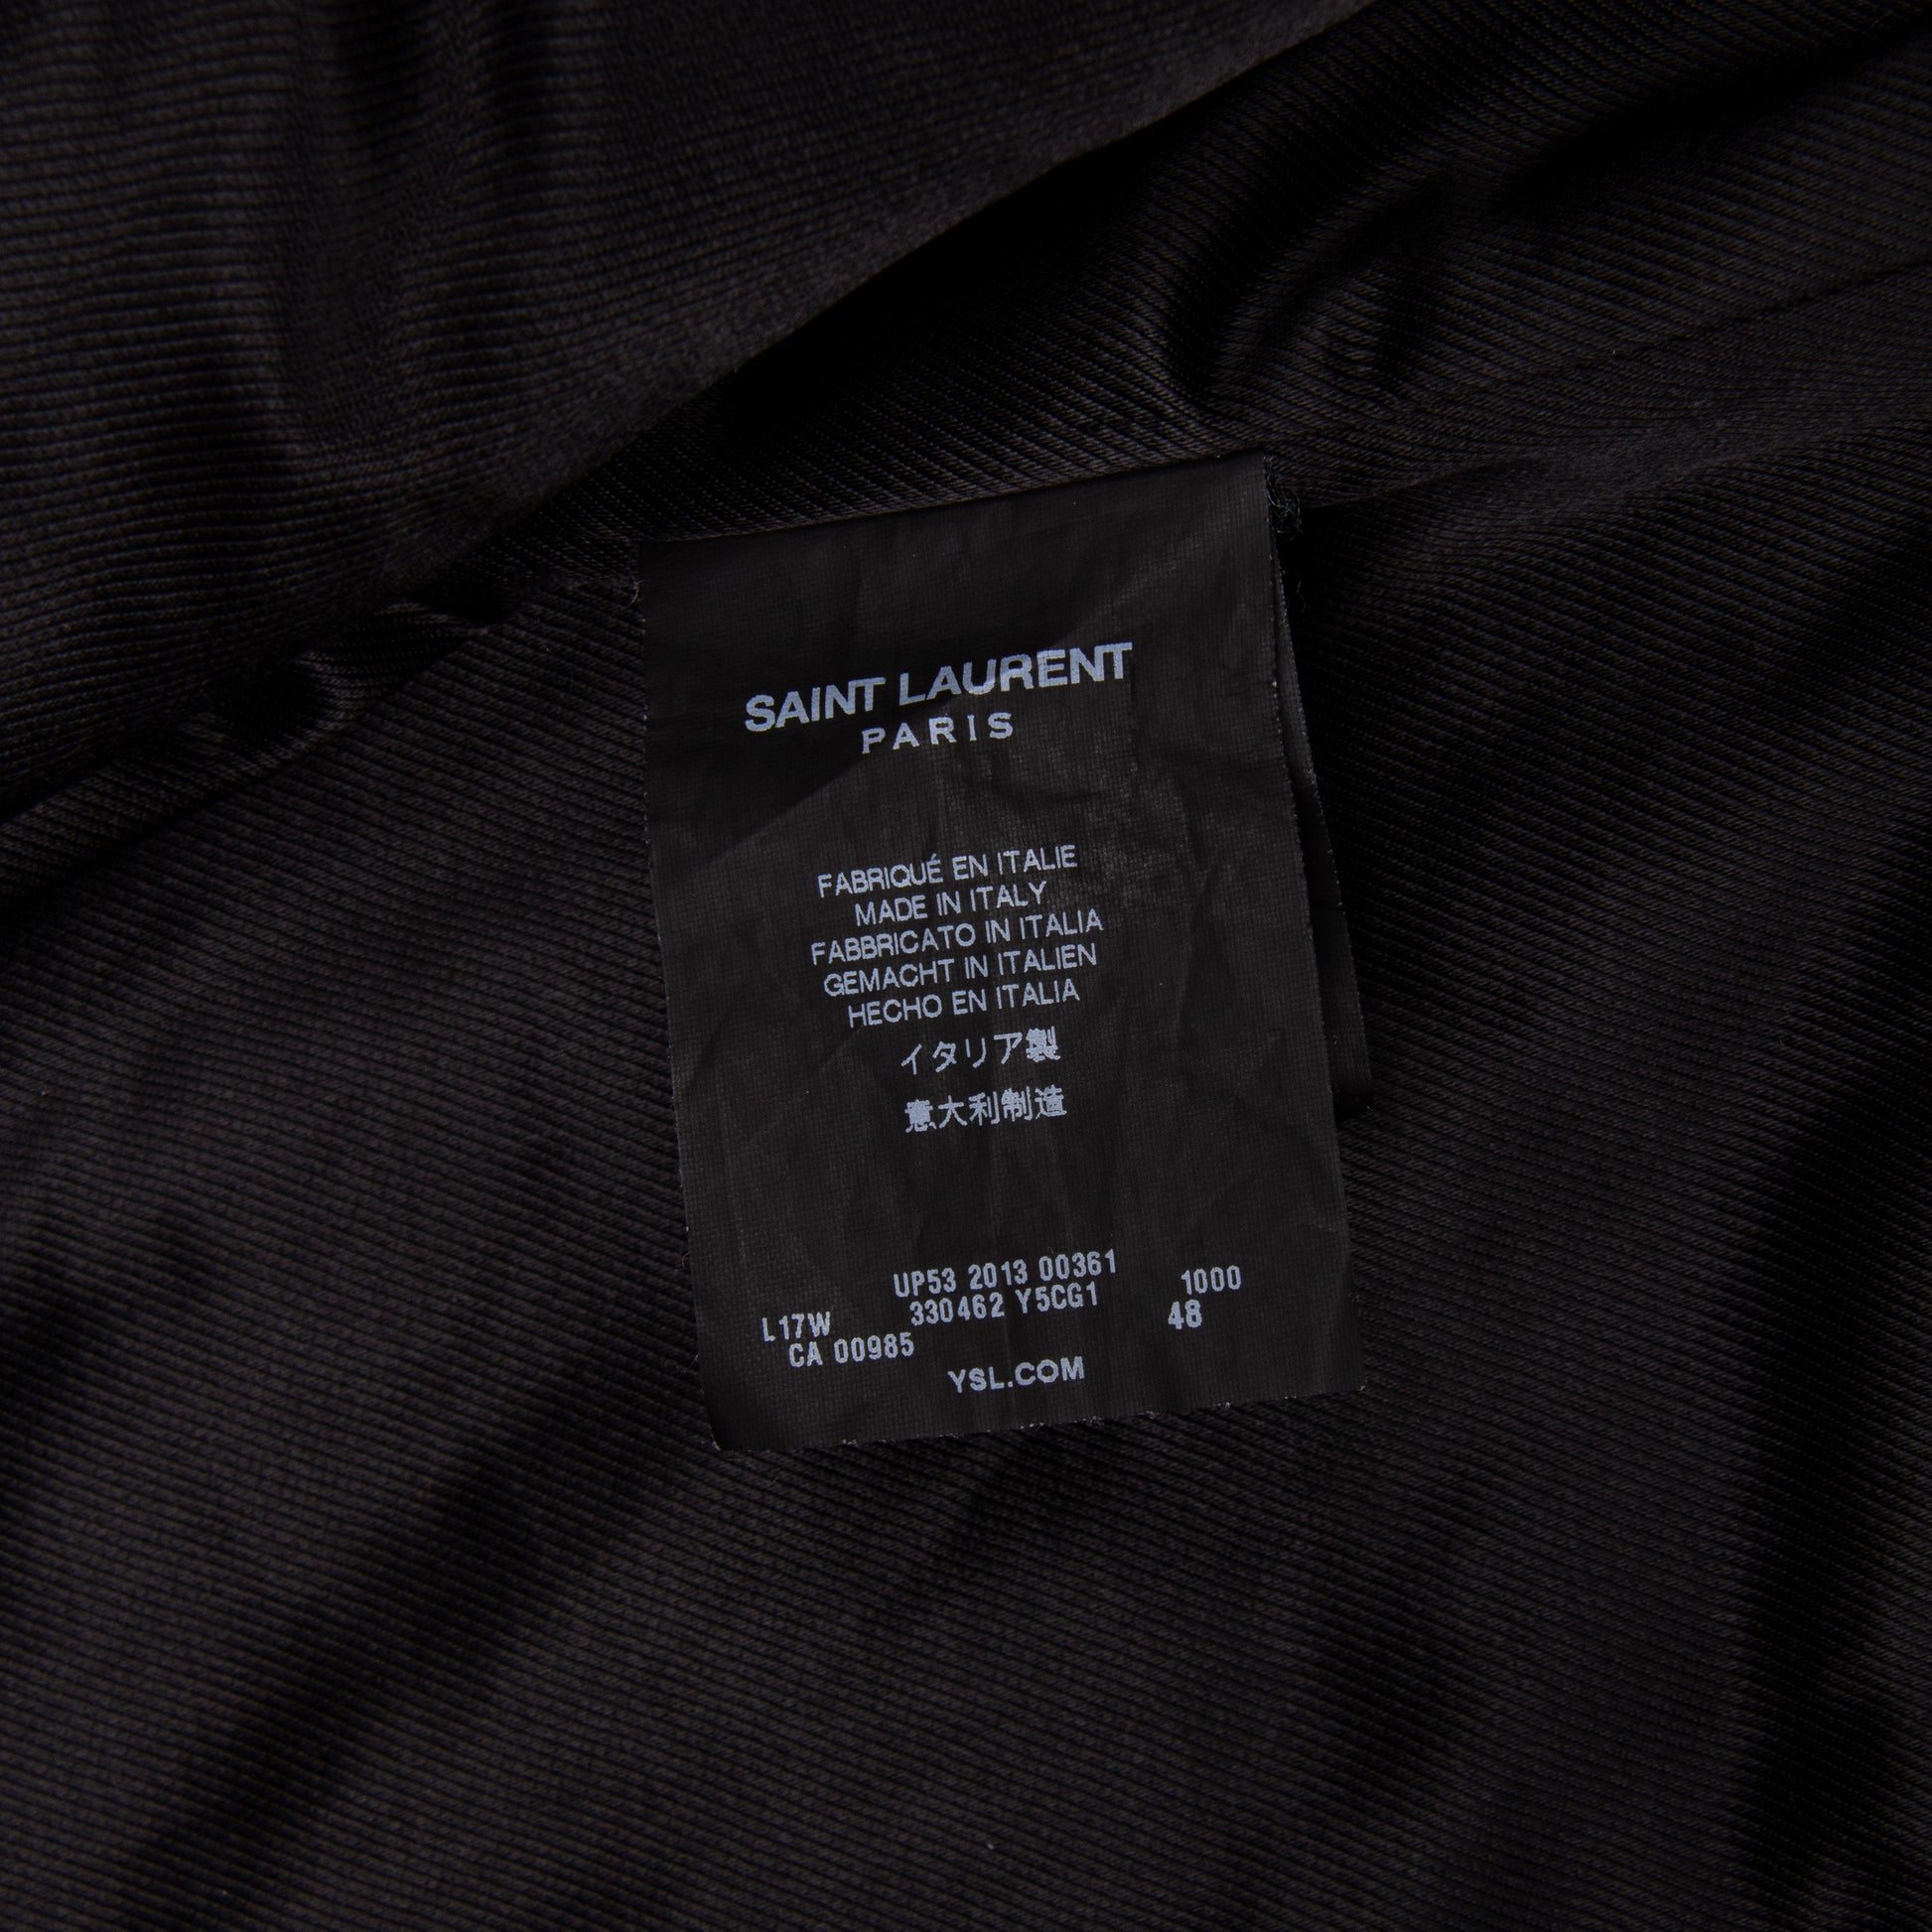 SAINT LAURENT
PARIS
FABRIQUÉ EN ITALIE
MADE IN ITALY
FABBRICATO IN ITALIA
GEMACHT IN ITALIEN
HECHO EN ITALIA
イタリア製
意大利制造
UP53 2013 00361 1000
L17W 330462 Y5CG1 48
CA 00985
YSL.COM